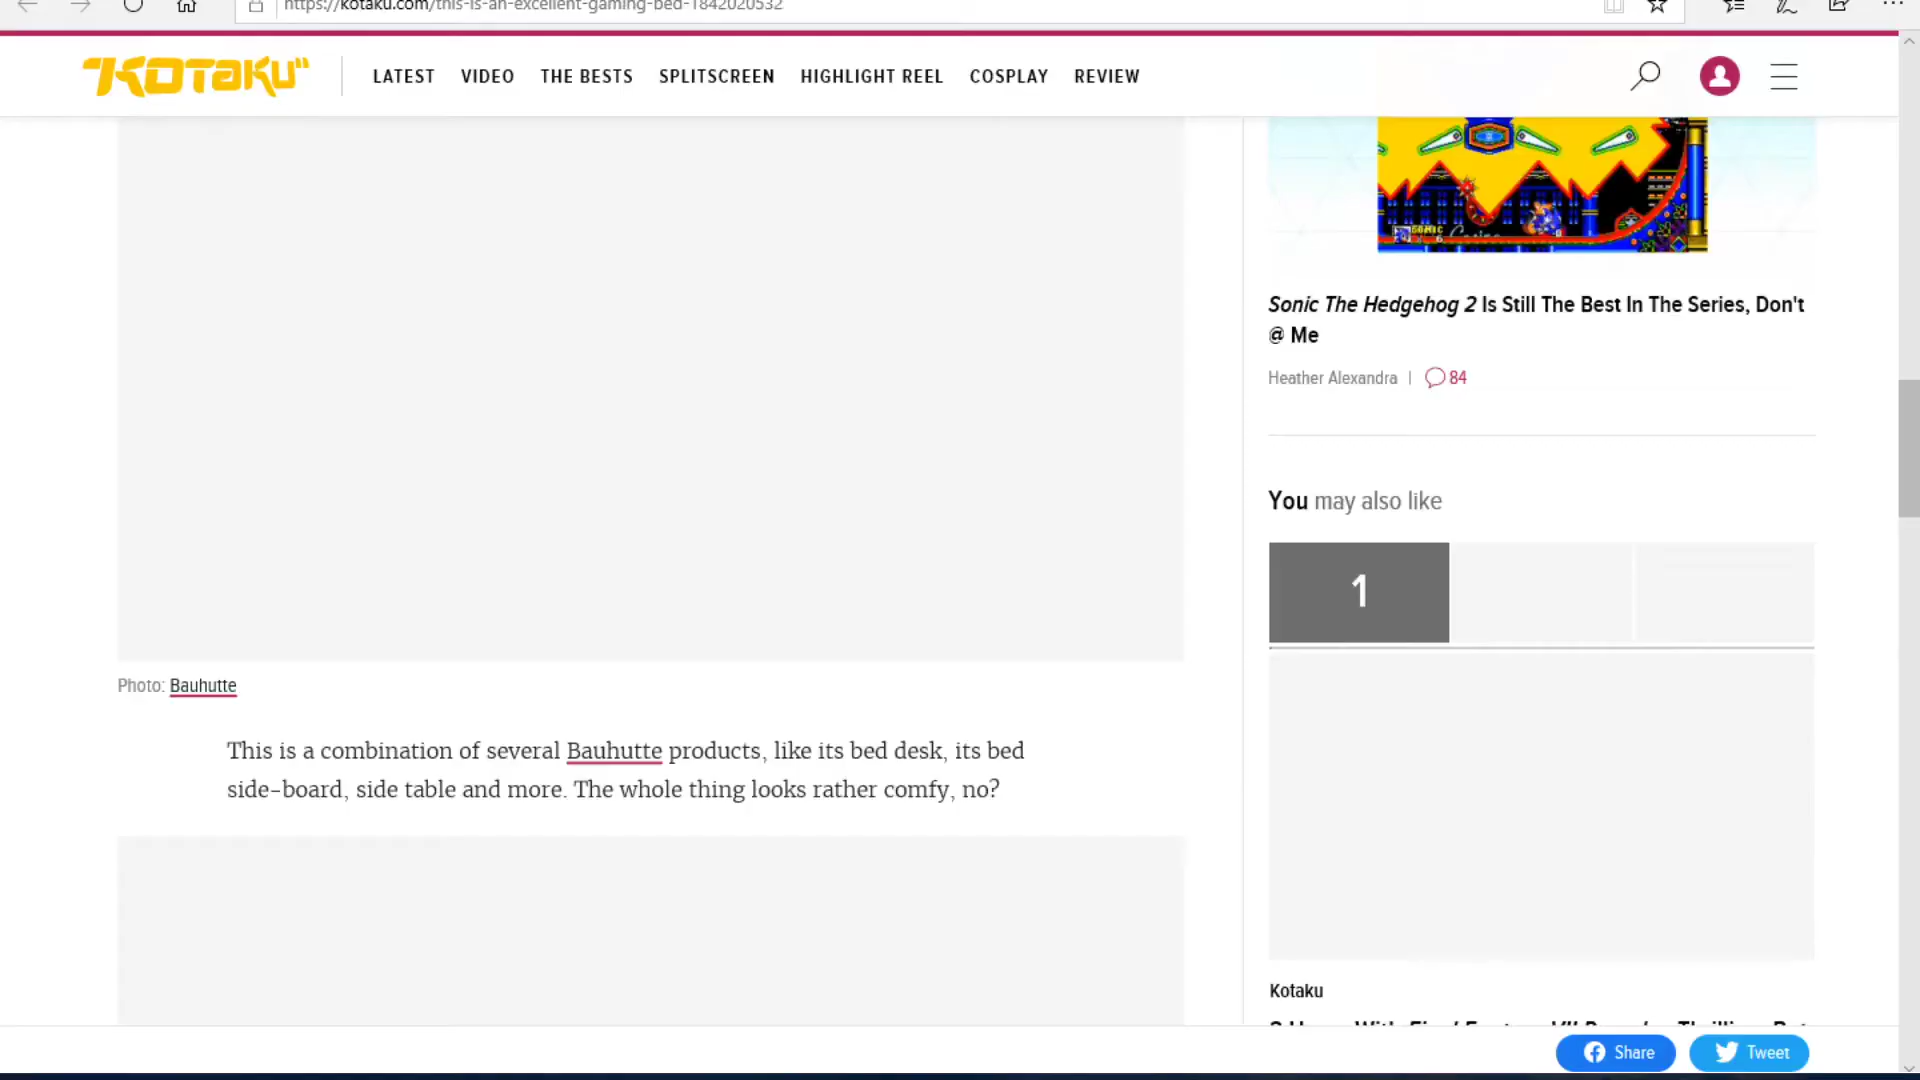 https://kotaku.com/this-is-an-excellent-gaming-bed-1842020532
KOTAKU
LATEST VIDEO THE BESTS SPLITSCREEN HIGHLIGHT REEL COSPLAY REVIEW
SONIC
Sonic The Hedgehog 2 Is Still The Best In The Series, Don't
@ Me
Heather Alexandra | 84
You may also like
1
Photo: Bauhutte
This is a combination of several Bauhutte products, like its bed desk, its bed
side-board, side table and more. The whole thing looks rather comfy, no?
Kotaku
Share Tweet